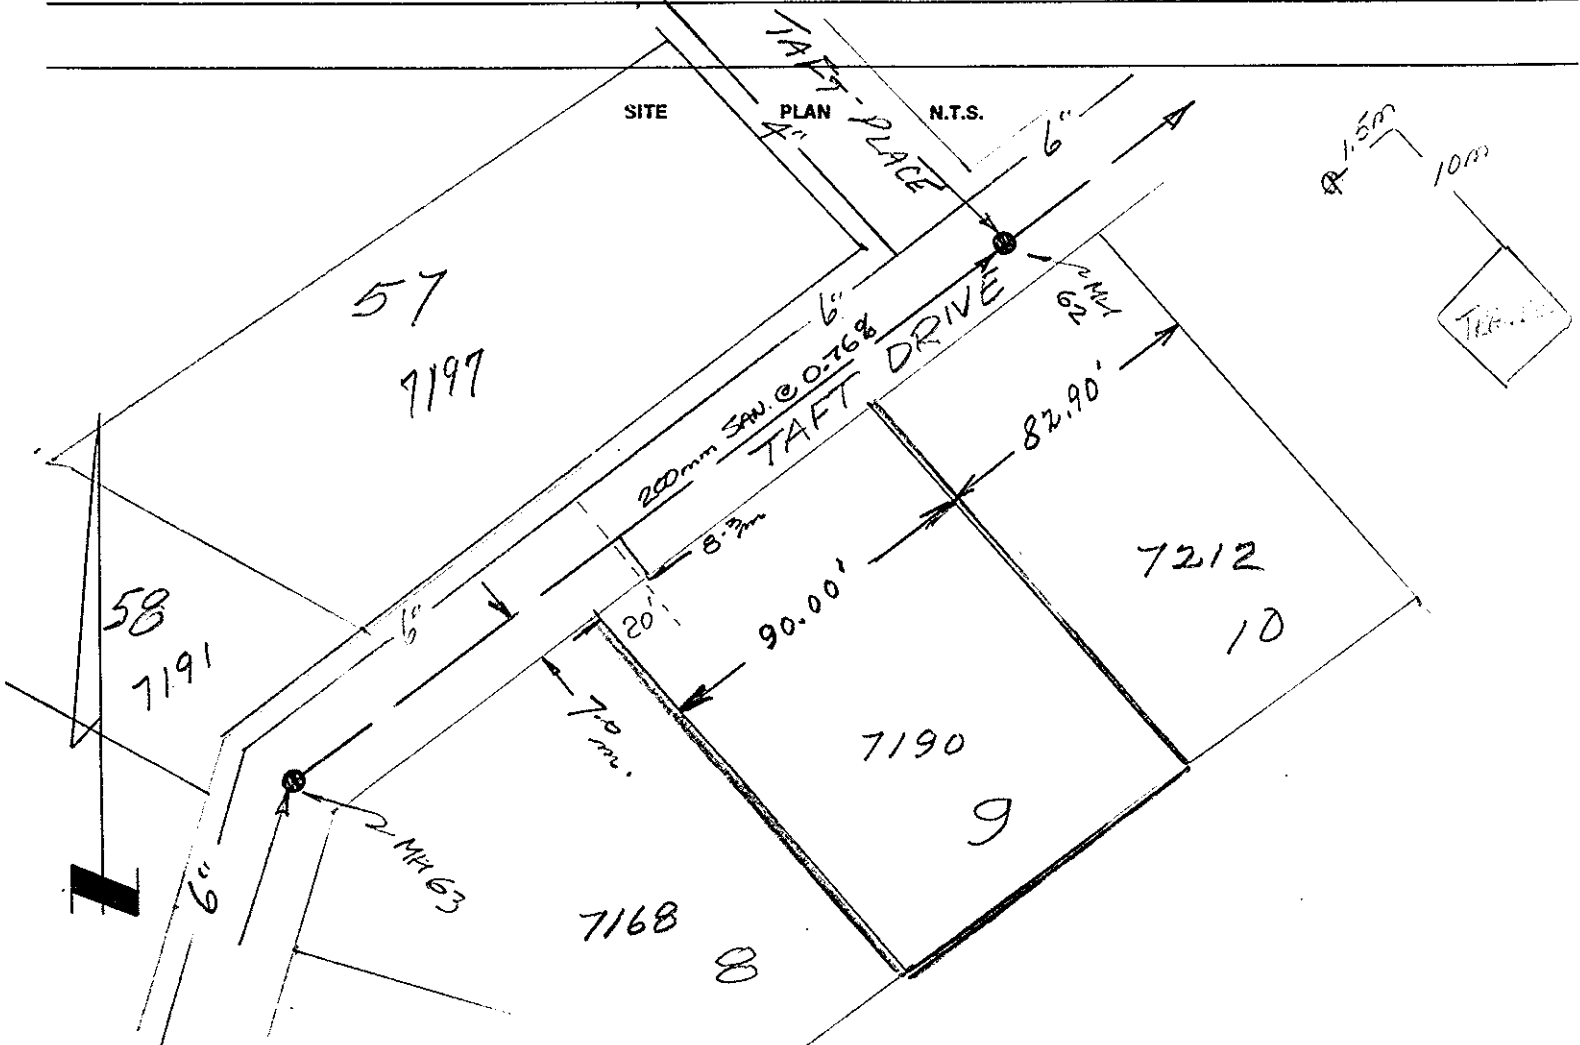 SITE PLAN N.T.S.
TAFT PLACE
4"
6"
1.5m
10m
57
7197
6"
MH
62
200mm SAN. @ 0.76%
TAFT DRIVE
82.90'
8.3m
7212
10
58
7191
6"
20'
90.00'
7.0 m.
7190
9
MH 63
6"
7168
8